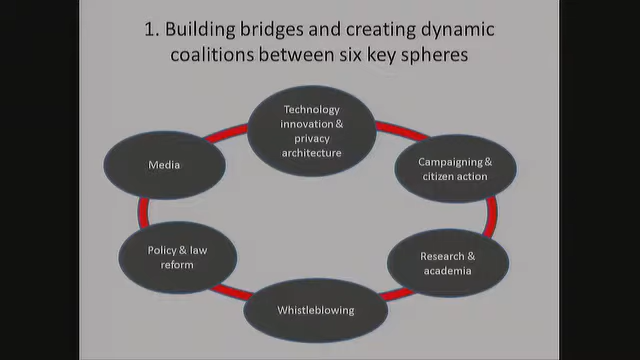 1. Building bridges and creating dynamic
coalitions between six key spheres
Technology
innovation &
privacy
architecture
Media
Campaigning &
citizen action
Policy & law
reform
Research &
academia
Whistleblowing